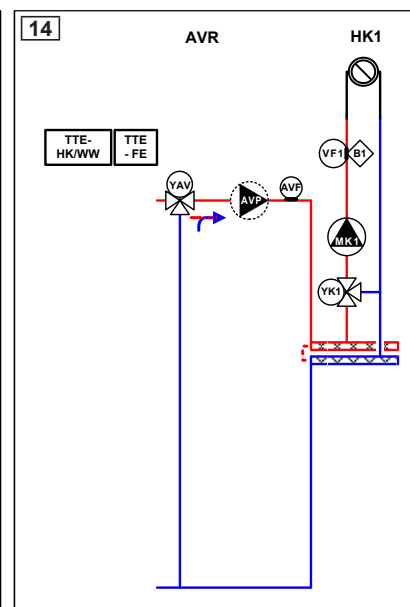 14
AVR
HK1
TTE-
HK/WW
TTE
- FE
VF1
B1
YAV
AVP
AVF
MK1
YK1